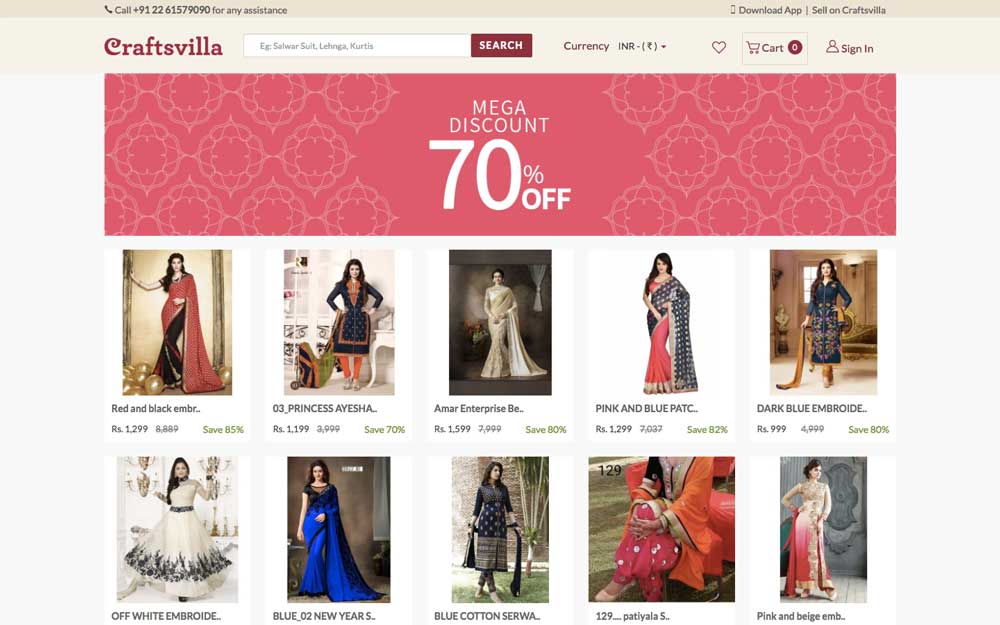 Call +91 22 61579090 for any assistance
Download App | Sell on Craftsvilla
Craftsvilla
Eg: Salwar Suit, Lehnga, Kurtis
SEARCH
Currency INR - ( ₹ )
Cart 0
Sign In
MEGA
DISCOUNT
70%
OFF
Red and black embr..
Rs. 1,299 8,889 Save 85%
03_PRINCESS AYESHA..
Rs. 1,199 3,999 Save 70%
Amar Enterprise Be..
Rs. 1,599 7,999 Save 80%
PINK AND BLUE PATC..
Rs. 1,299 7,037 Save 82%
DARK BLUE EMBROIDE..
Rs. 999 4,999 Save 80%
OFF WHITE EMBROIDE..
BLUE_02 NEW YEAR S..
BLUE COTTON SERWA..
129
129.... patiyala S..
Pink and beige emb..